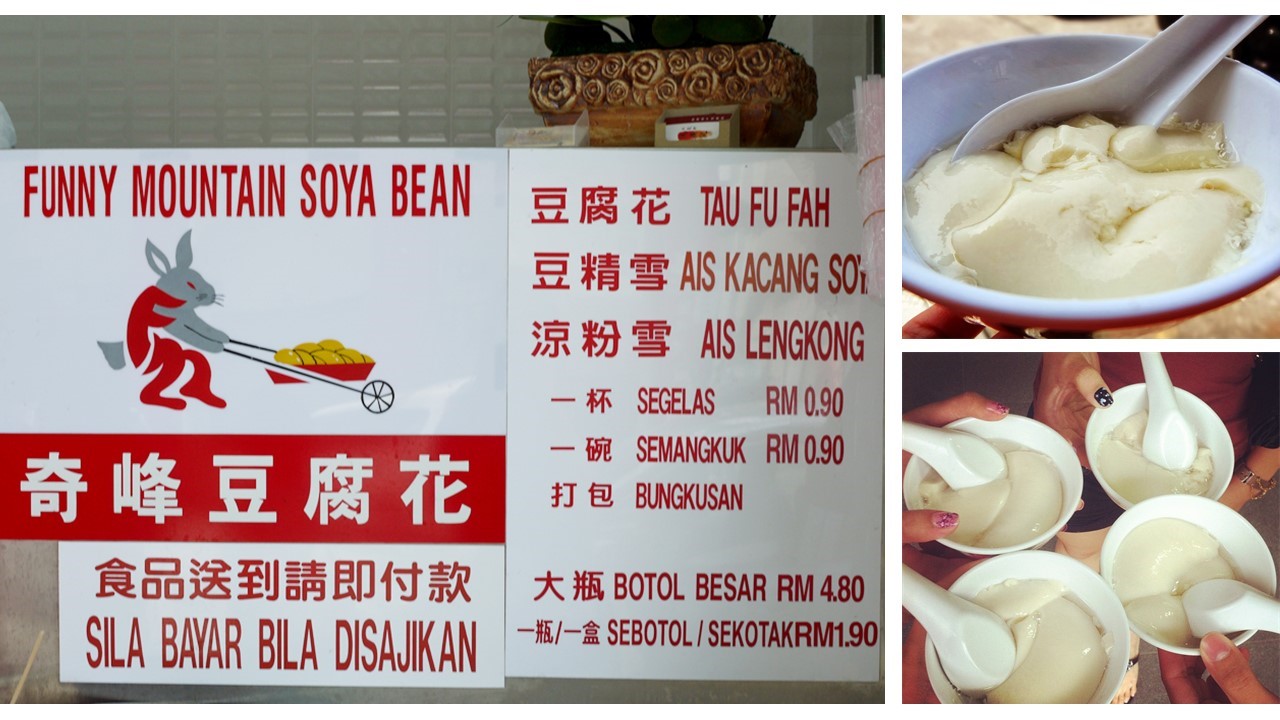 FUNNY MOUNTAIN SOYA BEAN
奇峰豆腐花
食品送到請即付款
SILA BAYAR BILA DISAJIKAN
豆腐花 TAU FU FAH
豆精雪 AIS KACANG
涼粉雪 AIS LENGKONG
一杯 SEGELAS RM 0.90
一碗 SEMANGKUK RM 0.90
打包 BUNGKUSAN
大瓶 BOTOL BESAR RM 4.80
一瓶/一盒 SEBOTOL / SEKOTAK RM1.90